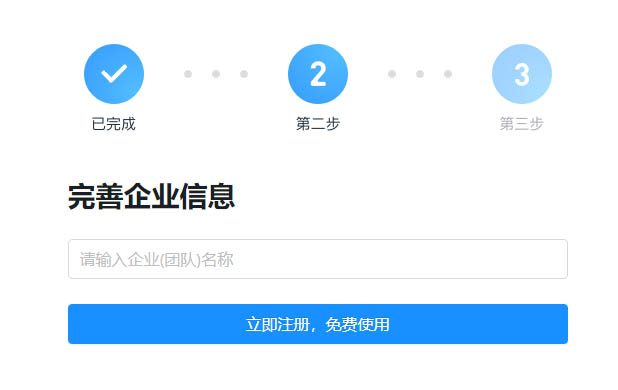 2
3
已完成
第二步
第三步
完善企业信息
请输入企业(团队)名称
立即注册，免费使用